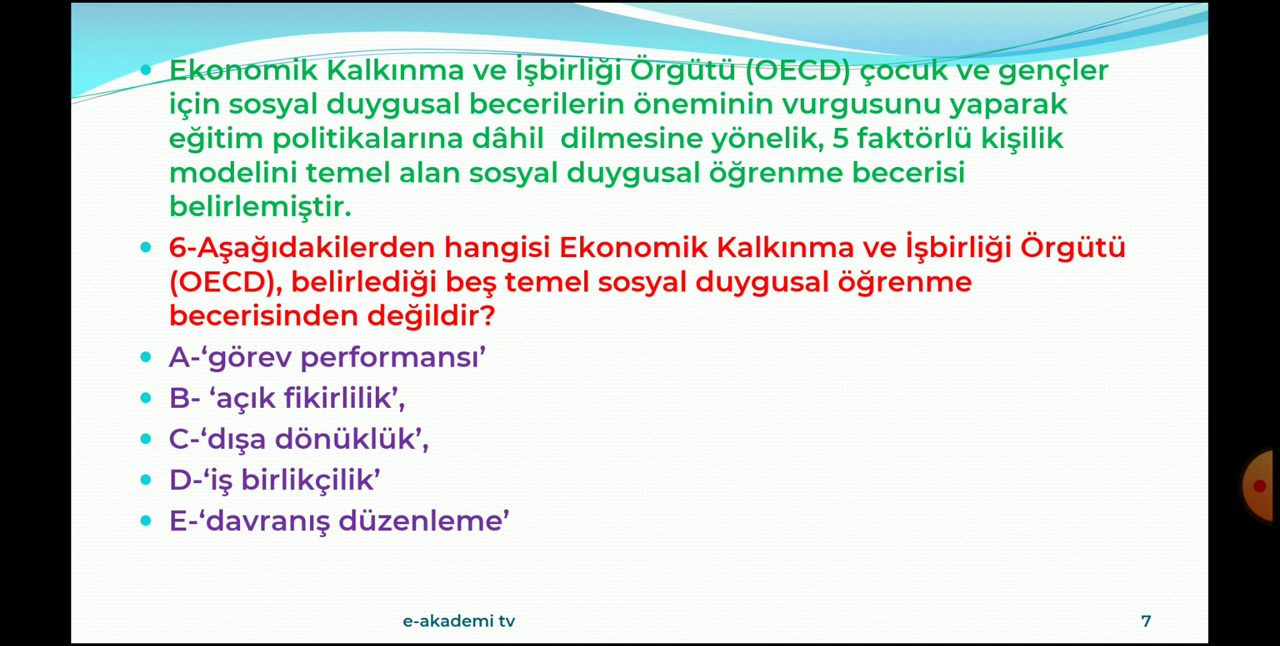 Ekonomik Kalkınma ve İşbirliği Örgütü (OECD) çocuk ve gençler
için sosyal duygusal becerilerin öneminin vurgusunu yaparak
eğitim politikalarına dâhil  dilmesine yönelik, 5 faktörlü kişilik
modelini temel alan sosyal duygusal öğrenme becerisi
belirlemiştir.
6-Aşağıdakilerden hangisi Ekonomik Kalkınma ve İşbirliği Örgütü
(OECD), belirlediği beş temel sosyal duygusal öğrenme
becerisinden değildir?
A-‘görev performansı’
B- ‘açık fikirlilik’,
C-‘dışa dönüklük’,
D-‘iş birlikçilik’
E-‘davranış düzenleme’
e-akademi tv
7